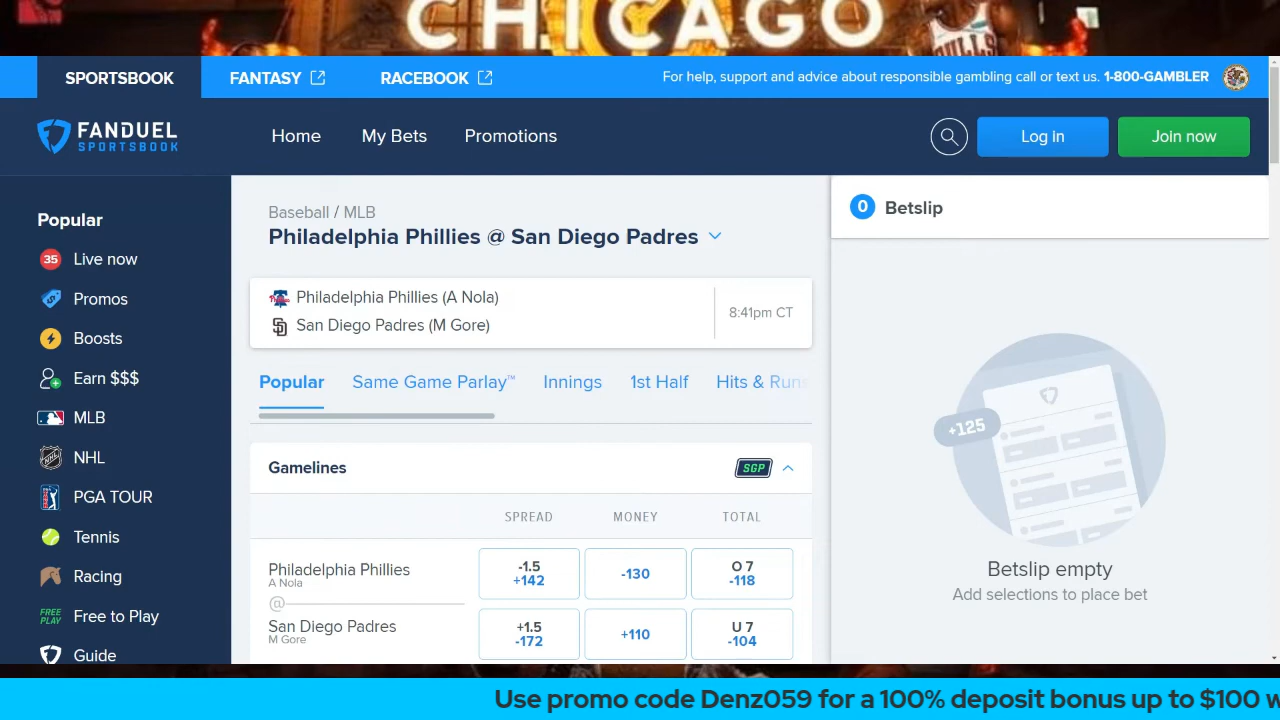 CHICAGO
BULLS
SPORTSBOOK
FANTASY
RACEBOOK
For help, support and advice about responsible gambling call or text us. 1-800-GAMBLER
FANDUEL
SPORTSBOOK
Home
My Bets
Promotions
Log in
Join now
Popular
35 Live now
Promos
Boosts
Earn $$$
MLB
NHL
PGA TOUR
Tennis
Racing
FREE PLAY Free to Play
Guide
Baseball / MLB
Philadelphia Phillies @ San Diego Padres
Philadelphia Phillies (A Nola)
San Diego Padres (M Gore)
8:41pm CT
Popular
Same Game Parlay™
Innings
1st Half
Hits & Runs
Gamelines
SGP
SPREAD MONEY TOTAL
Philadelphia Phillies
A Nola
-1.5
+142
-130
O 7
-118
@
San Diego Padres
M Gore
+1.5
-172
+110
U 7
-104
0 Betslip
+125
Betslip empty
Add selections to place bet
Use promo code Denz059 for a 100% deposit bonus up to $100 w